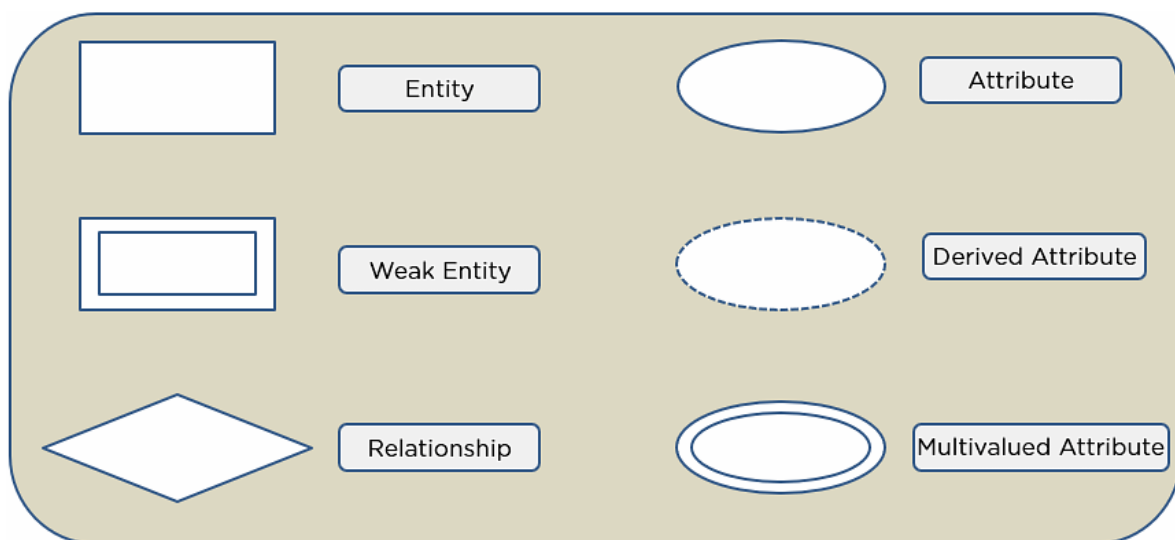 Entity
Attribute
Weak Entity
Derived Attribute
Relationship
Multivalued Attribute